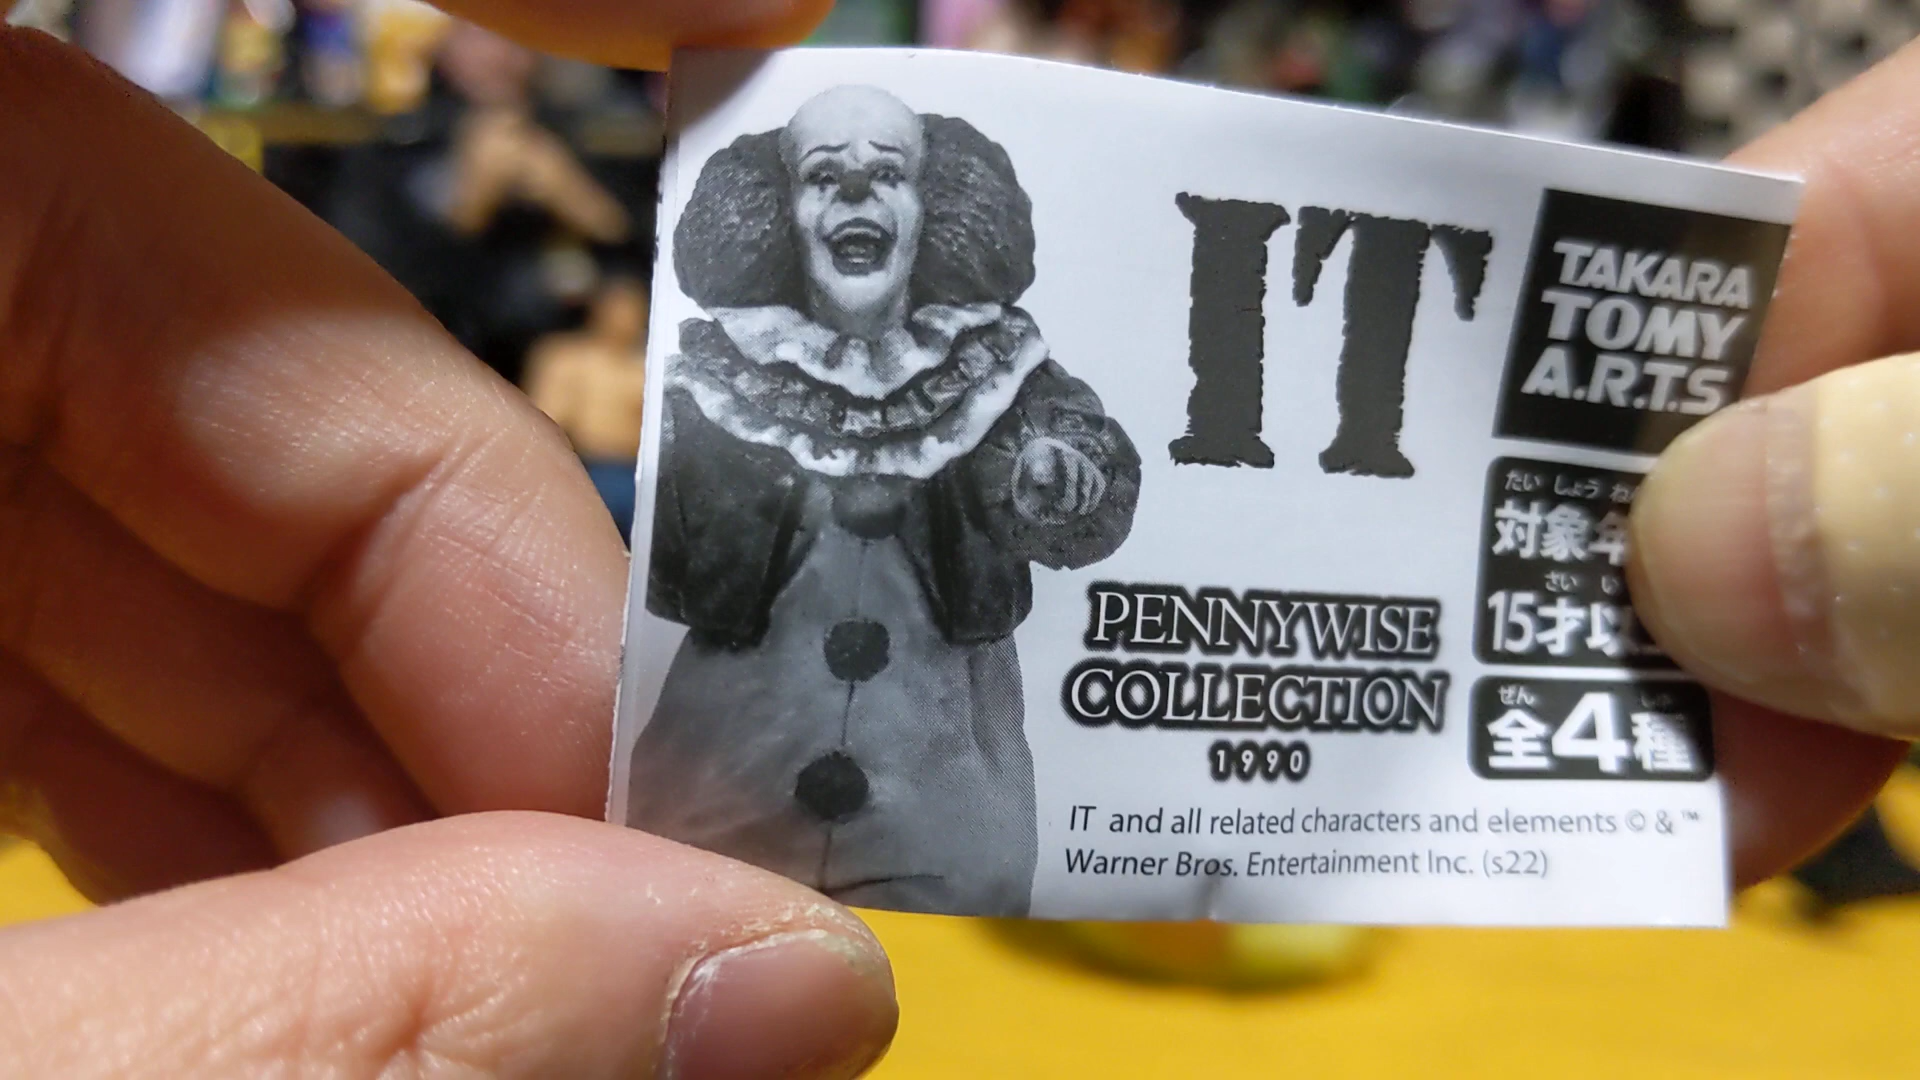 IT
TAKARA
TOMY
A.R.T.S
たい しょう
対象年
さい い
15才以
ぜん しゅ
全4種
PENNYWISE
COLLECTION
1990
IT and all related characters and elements © & ™
Warner Bros. Entertainment Inc. (s22)